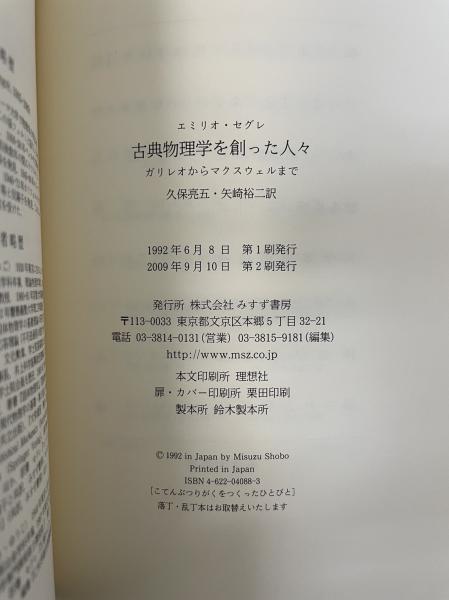 エミリオ・セグレ
古典物理学を創った人々
ガリレオからマクスウェルまで
久保亮五・矢崎裕二訳
1992年6月8日 第1刷発行
2009年9月10日 第2刷発行
発行所 株式会社 みすず書房
〒113-0033 東京都文京区本郷5丁目32-21
電話 03-3814-0131(営業) 03-3815-9181(編集)
http://www.msz.co.jp
本文印刷所 理想社
扉・カバー印刷所 栗田印刷
製本所 鈴木製本所
© 1992 in Japan by Misuzu Shobo
Printed in Japan
ISBN 4-622-04088-3
[こてんぶつりがくをつくったひとびと]
落丁・乱丁本はお取替えいたします